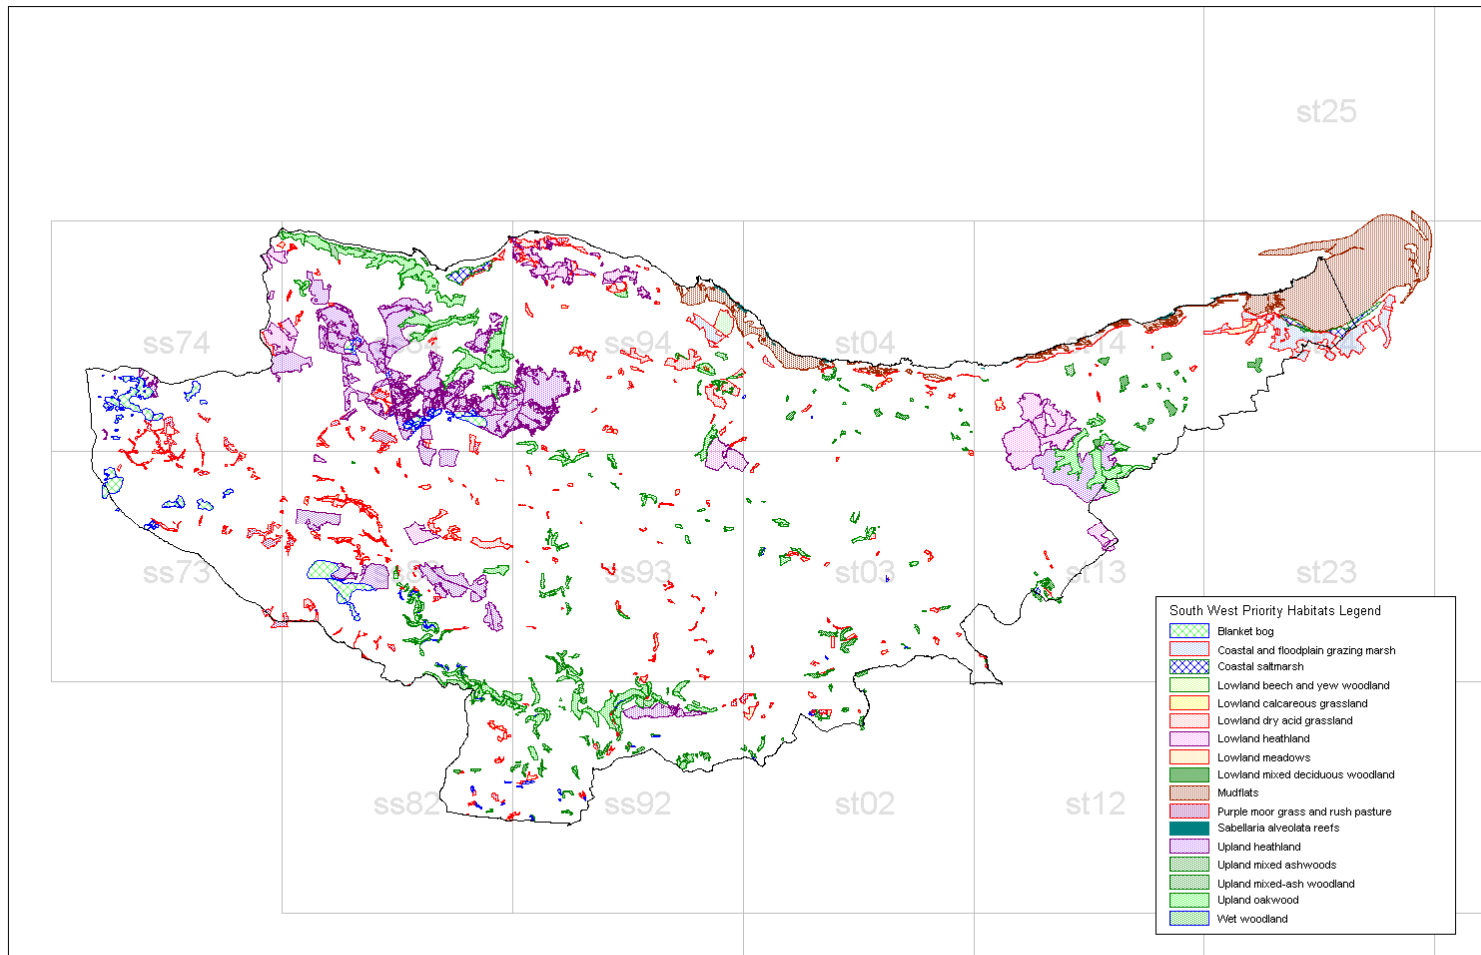 st25
ss74
ss94
st04
st14
ss73
ss93
st03
st13
st23
ss82
ss92
st02
st12
South West Priority Habitats Legend
Blanket bog
Coastal and floodplain grazing marsh
Coastal saltmarsh
Lowland beech and yew woodland
Lowland calcareous grassland
Lowland dry acid grassland
Lowland heathland
Lowland meadows
Lowland mixed deciduous woodland
Mudflats
Purple moor grass and rush pasture
Sabellaria alveolata reefs
Upland heathland
Upland mixed ashwoods
Upland mixed-ash woodland
Upland oakwood
Wet woodland